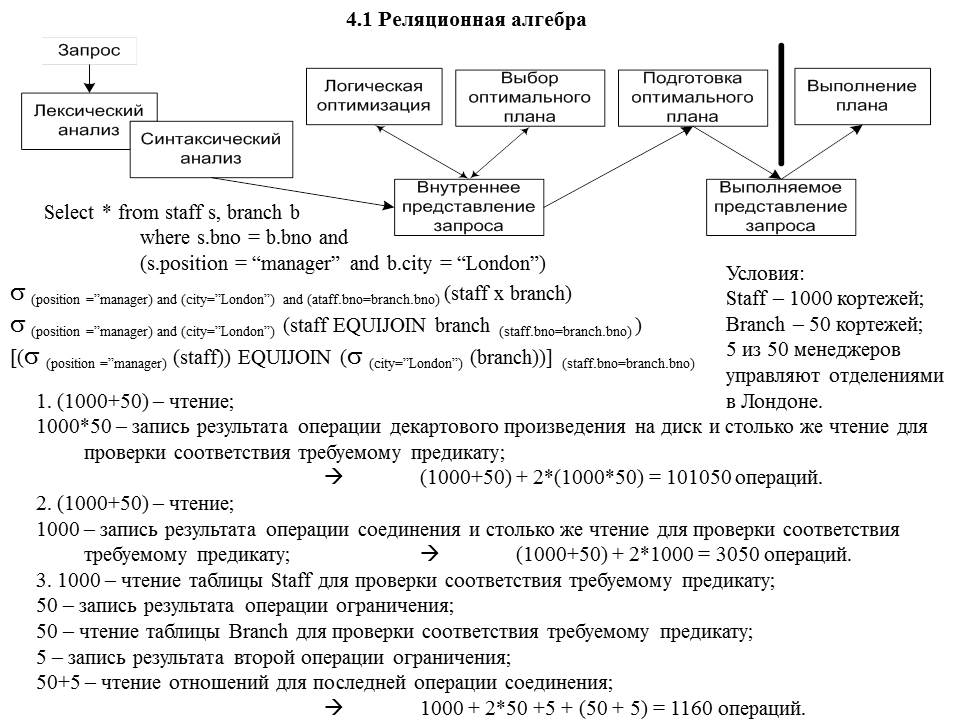 4.1 Реляционная алгебра
Запрос
Лексический
анализ
Синтаксический
анализ
Логическая
оптимизация
Выбор
оптимального
плана
Подготовка
оптимального
плана
Выполнение
плана
Внутреннее
представление
запроса
Выполняемое
представление
запроса
Select * from staff s, branch b
where s.bno = b.bno and
(s.position = “manager” and b.city = “London”)
σ (position =”manager) and (city=”London”) and (ataff.bno=branch.bno) (staff x branch)
σ (position =”manager) and (city=”London”) (staff EQUIJOIN branch (staff.bno=branch.bno) )
[(σ (position =”manager) (staff)) EQUIJOIN (σ (city=”London”) (branch))] (staff.bno=branch.bno)
Условия:
Staff – 1000 кортежей;
Branch – 50 кортежей;
5 из 50 менеджеров
управляют отделениями
в Лондоне.
1. (1000+50) – чтение;
1000*50 – запись результата операции декартового произведения на диск и столько же чтение для
проверки соответствия требуемому предикату;
→ (1000+50) + 2*(1000*50) = 101050 операций.
2. (1000+50) – чтение;
1000 – запись результата операции соединения и столько же чтение для проверки соответствия
требуемому предикату; → (1000+50) + 2*1000 = 3050 операций.
3. 1000 – чтение таблицы Staff для проверки соответствия требуемому предикату;
50 – запись результата операции ограничения;
50 – чтение таблицы Branch для проверки соответствия требуемому предикату;
5 – запись результата второй операции ограничения;
50+5 – чтение отношений для последней операции соединения;
→ 1000 + 2*50 +5 + (50 + 5) = 1160 операций.